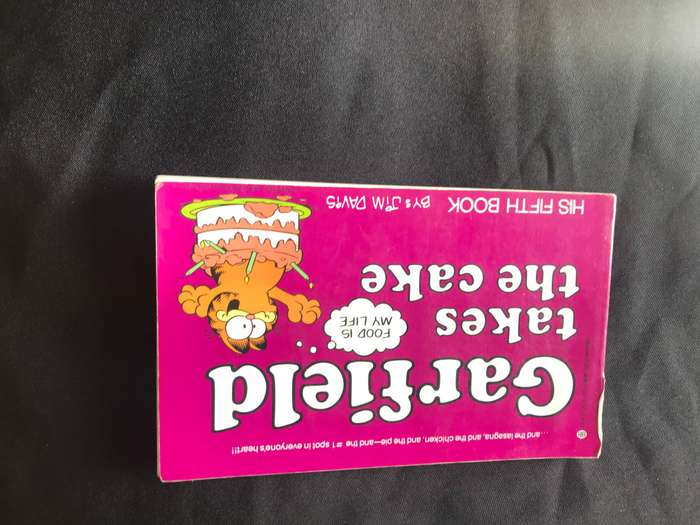 ...and the lasagna, and the chicken, and the pie—and the #1 spot in everyone's heart!!
Garfield
takes
the cake
FOOD IS
MY LIFE
HIS FIFTH BOOK
BY: JIM DAVIS